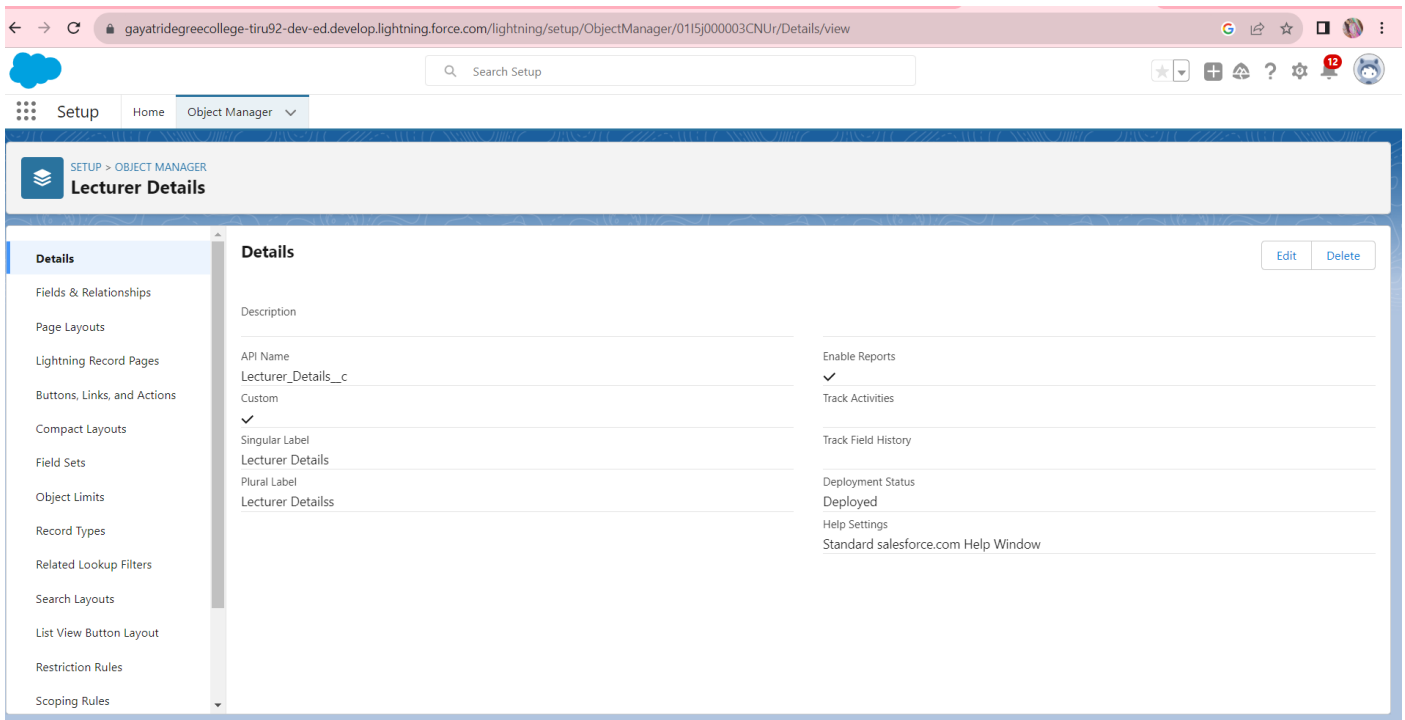 gayatridegreecollege-tiru92-dev-ed.develop.lightning.force.com/lightning/setup/ObjectManager/01I5j000003CNUr/Details/view
Search Setup
12
Setup Home Object Manager
SETUP > OBJECT MANAGER
Lecturer Details
Details
Fields & Relationships
Page Layouts
Lightning Record Pages
Buttons, Links, and Actions
Compact Layouts
Field Sets
Object Limits
Record Types
Related Lookup Filters
Search Layouts
List View Button Layout
Restriction Rules
Scoping Rules
Details
Edit Delete
Description
API Name
Lecturer_Details__c
Custom
Singular Label
Lecturer Details
Plural Label
Lecturer Detailss
Enable Reports
Track Activities
Track Field History
Deployment Status
Deployed
Help Settings
Standard salesforce.com Help Window